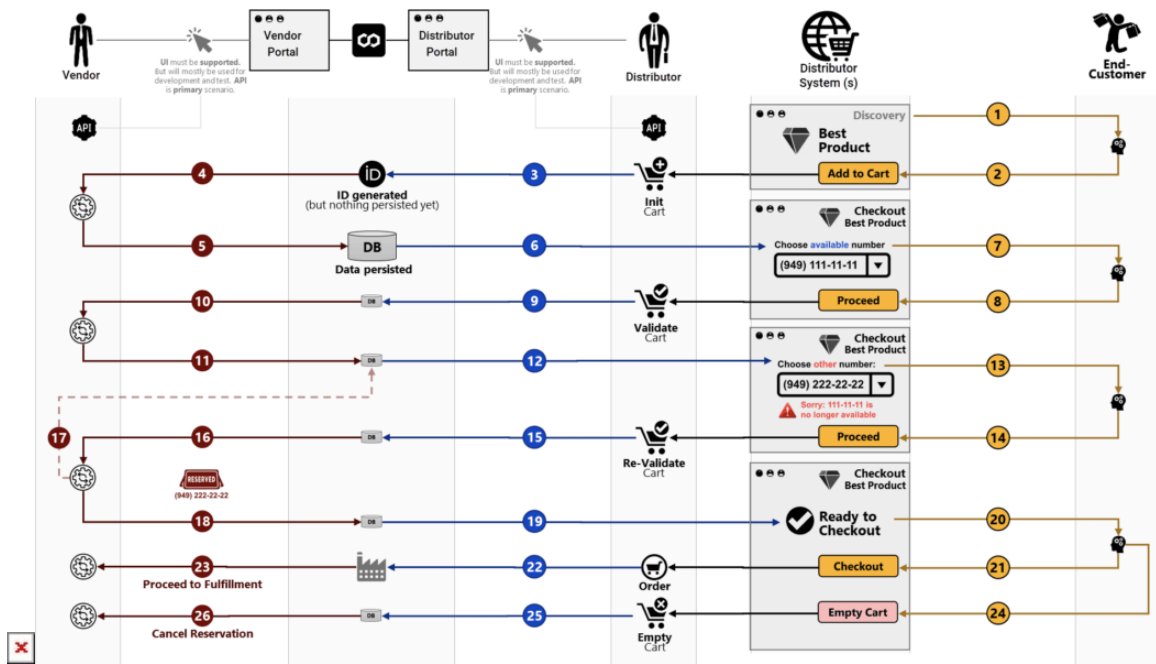 Vendor
Vendor
Portal
Distributor
Portal
Distributor
Distributor
System (s)
End-
Customer
UI must be supported.
But will mostly be used for
development and test. API
is primary scenario.
UI must be supported.
But will mostly be used for
development and test. API
is primary scenario.
API
API
Discovery
Best
Product
1
4
iD
3
Add to Cart
2
ID generated
(but nothing persisted yet)
Init
Cart
Checkout
Best Product
5
DB
6
Choose available number
7
Data persisted
(949) 111-11-11
10
DB
9
Proceed
8
Validate
Cart
Checkout
Best Product
11
DB
12
Choose other number:
13
(949) 222-22-22
Sorry: 111-11-11 is
no longer available
17
16
DB
15
Proceed
14
Re-Validate
Cart
RESERVED
(949) 222-22-22
Checkout
Best Product
18
DB
19
Ready to
Checkout
20
23
22
Checkout
21
Proceed to Fulfillment
Order
26
DB
25
Empty Cart
24
Cancel Reservation
Empty
Cart